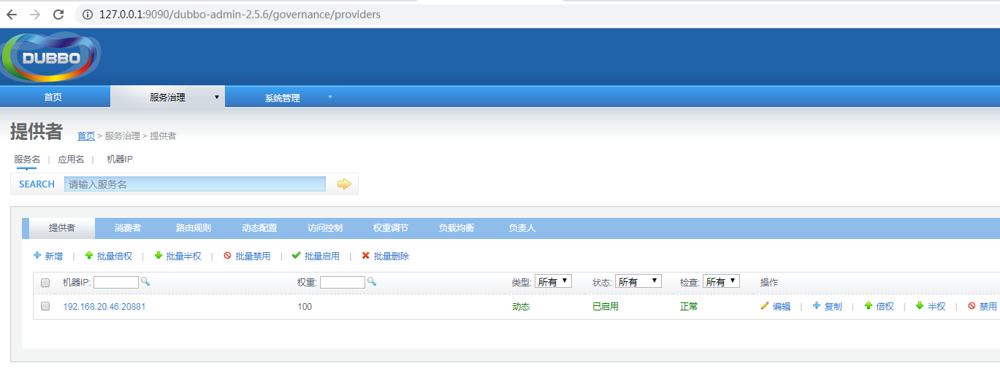 127.0.0.1:9090/dubbo-admin-2.5.6/governance/providers
DUBBO
首页 服务治理 系统管理
提供者 首页 > 服务治理 > 提供者
服务名 | 应用名 | 机器IP
SEARCH 请输入服务名
提供者 消费者 路由规则 动态配置 访问控制 权重调节 负载均衡 负责人
新增 | 批量倍权 | 批量半权 | 批量禁用 | 批量启用 | 批量删除
机器IP: 权重: 类型: 所有 状态: 所有 检查: 所有 操作
192.168.20.46:20881 100 动态 已启用 正常 编辑 | 复制 | 倍权 | 半权 | 禁用